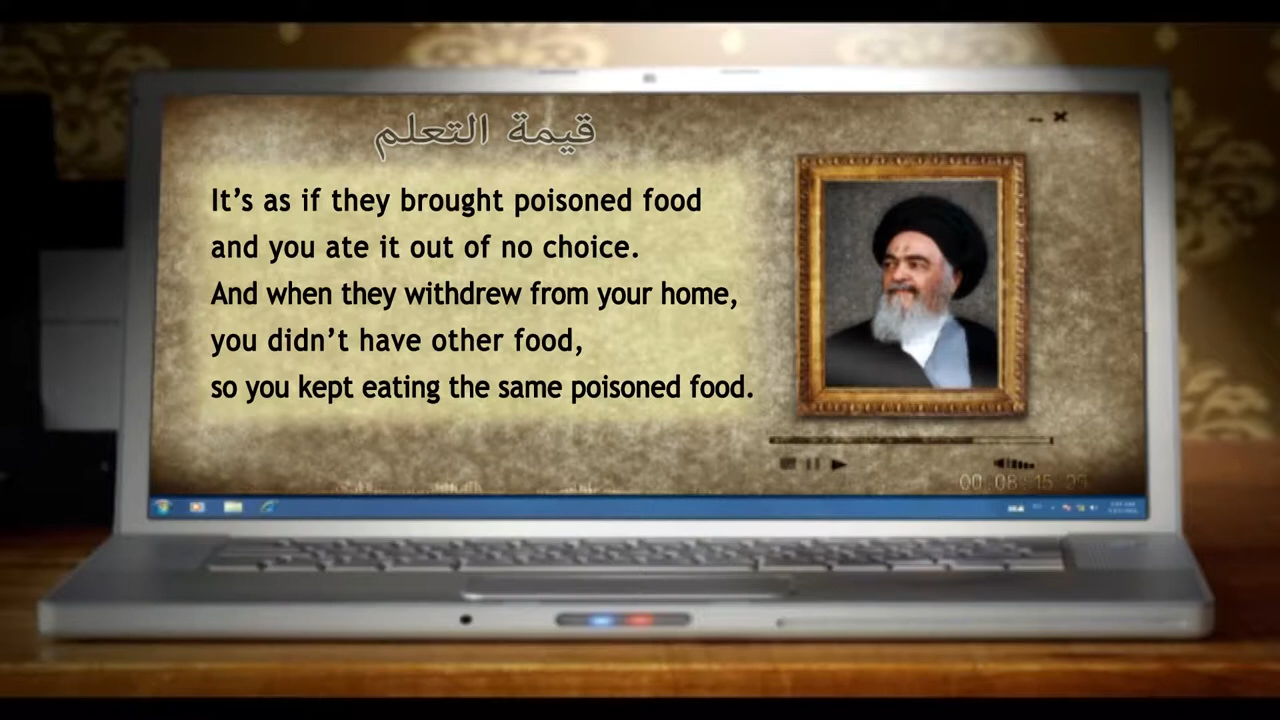 قيمة التعلم
It’s as if they brought poisoned food
and you ate it out of no choice.
And when they withdrew from your home,
you didn’t have other food,
so you kept eating the same poisoned food.